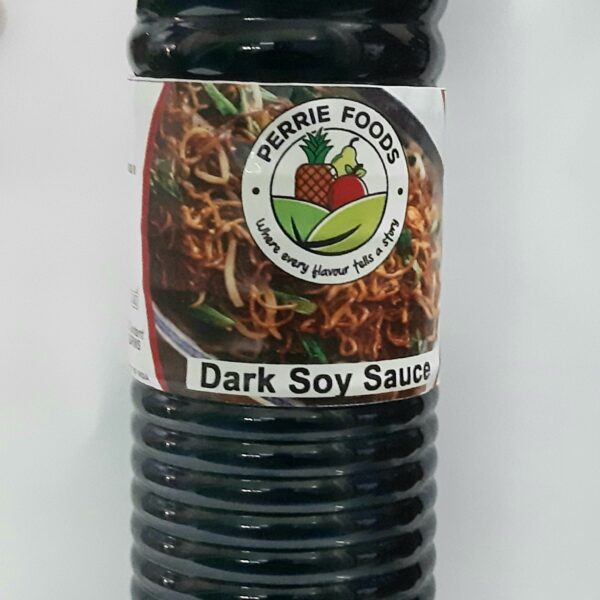 PERRIE FOODS
Where every flavour tells a story
Dark Soy Sauce